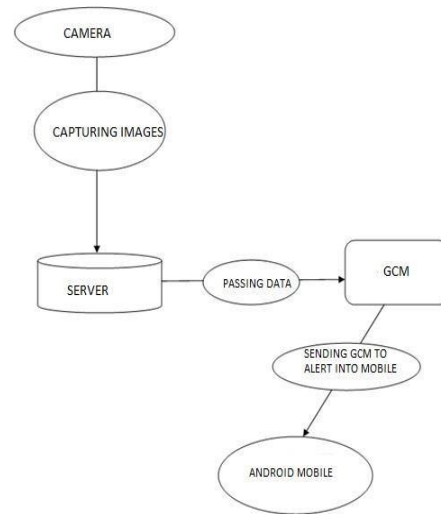 CAMERA
CAPTURING IMAGES
SERVER
PASSING DATA
GCM
SENDING GCM TO
ALERT INTO MOBILE
ANDROID MOBILE